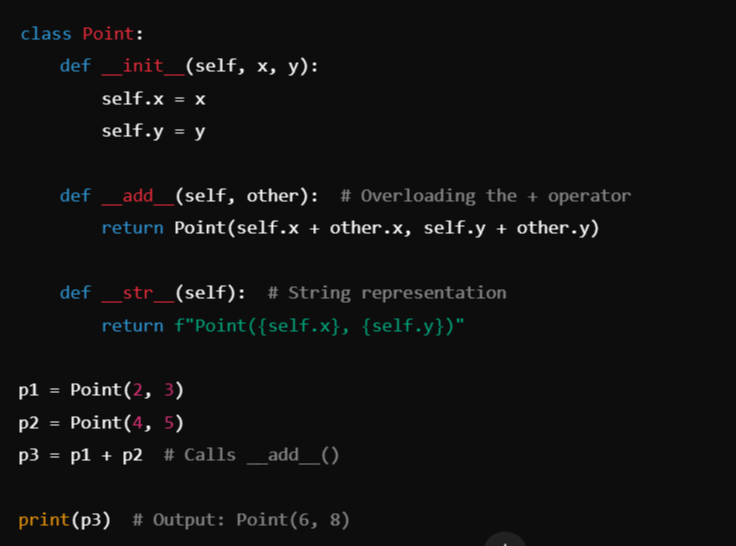 class Point:
    def __init__(self, x, y):
        self.x = x
        self.y = y

    def __add__(self, other):  # Overloading the + operator
        return Point(self.x + other.x, self.y + other.y)

    def __str__(self):  # String representation
        return f"Point({self.x}, {self.y})"

p1 = Point(2, 3)
p2 = Point(4, 5)
p3 = p1 + p2  # Calls __add__()

print(p3)  # Output: Point(6, 8)